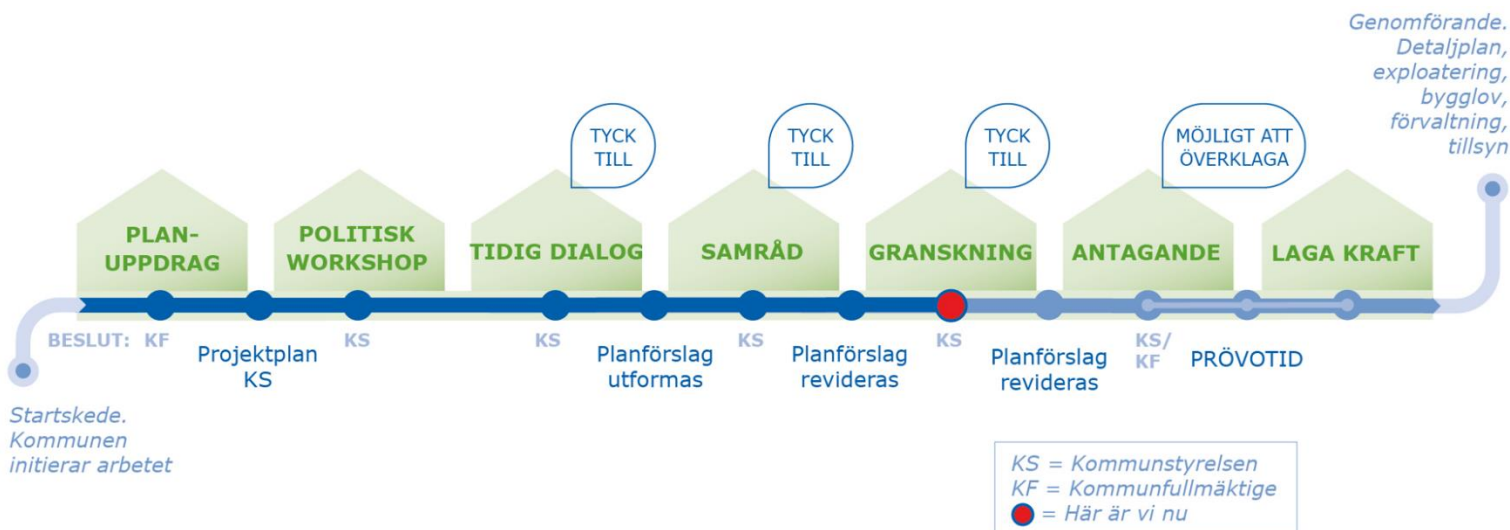 Genomförande.
Detaljplan,
exploatering,
bygglov,
förvaltning,
tillsyn
TYCK
TILL
TYCK
TILL
TYCK
TILL
MÖJLIGT ATT
ÖVERKLAGA
PLAN-
UPPDRAG
POLITISK
WORKSHOP
TIDIG DIALOG
SAMRÅD
GRANSKNING
ANTAGANDE
LAGA KRAFT
BESLUT: KF
Projektplan
KS
KS
KS
Planförslag
utformas
KS
Planförslag
revideras
KS
Planförslag
revideras
KS/
KF
PRÖVOTID
Startskede.
Kommunen
initierar arbetet
KS = Kommunstyrelsen
KF = Kommunfullmäktige
= Här är vi nu